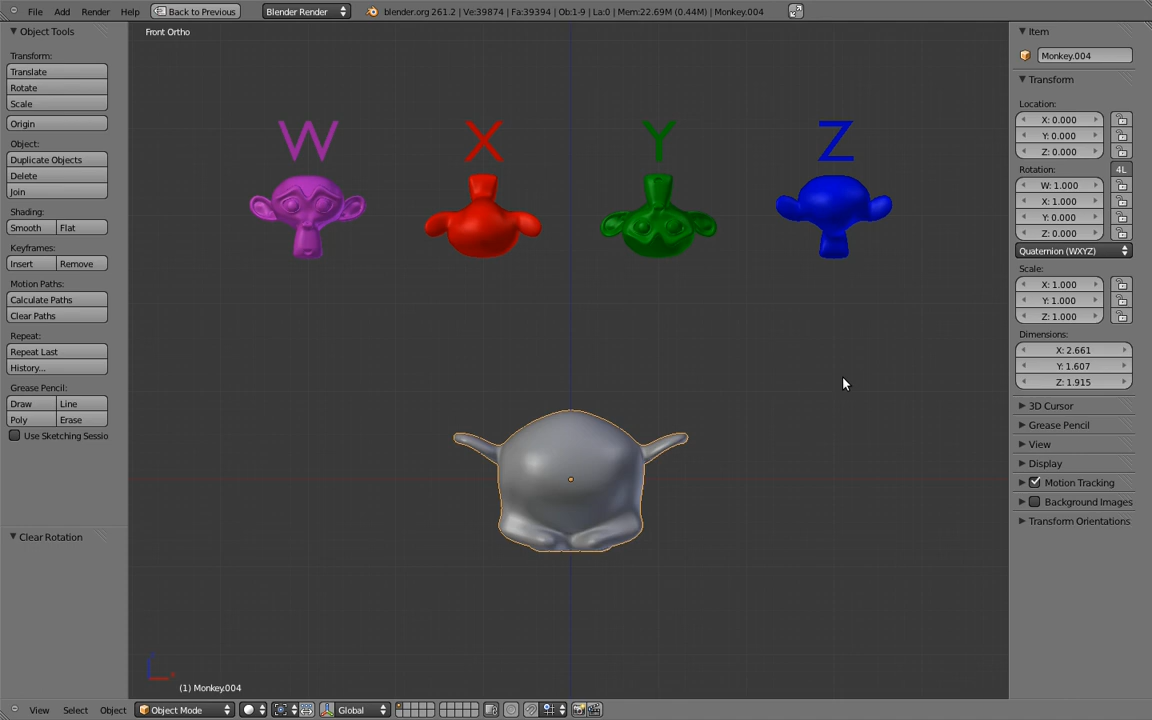 File Add Render Help Back to Previous Blender Render blender.org 261.2 | Ve:39874 | Fa:39394 | Ob:1-9 | La:0 | Mem:22.69M (0.44M) | Monkey.004
Object Tools
Transform:
Translate
Rotate
Scale
Origin
Object:
Duplicate Objects
Delete
Join
Shading:
Smooth Flat
Keyframes:
Insert Remove
Motion Paths:
Calculate Paths
Clear Paths
Repeat:
Repeat Last
History...
Grease Pencil:
Draw Line
Poly Erase
Use Sketching Sessio
Clear Rotation
Front Ortho
W X Y Z
(1) Monkey.004
Item
Monkey.004
Transform
Location:
X: 0.000
Y: 0.000
Z: 0.000
Rotation: 4L
W: 1.000
X: 1.000
Y: 0.000
Z: 0.000
Quaternion (WXYZ)
Scale:
X: 1.000
Y: 1.000
Z: 1.000
Dimensions:
X: 2.661
Y: 1.607
Z: 1.915
3D Cursor
Grease Pencil
View
Display
Motion Tracking
Background Images
Transform Orientations
View Select Object Object Mode Global